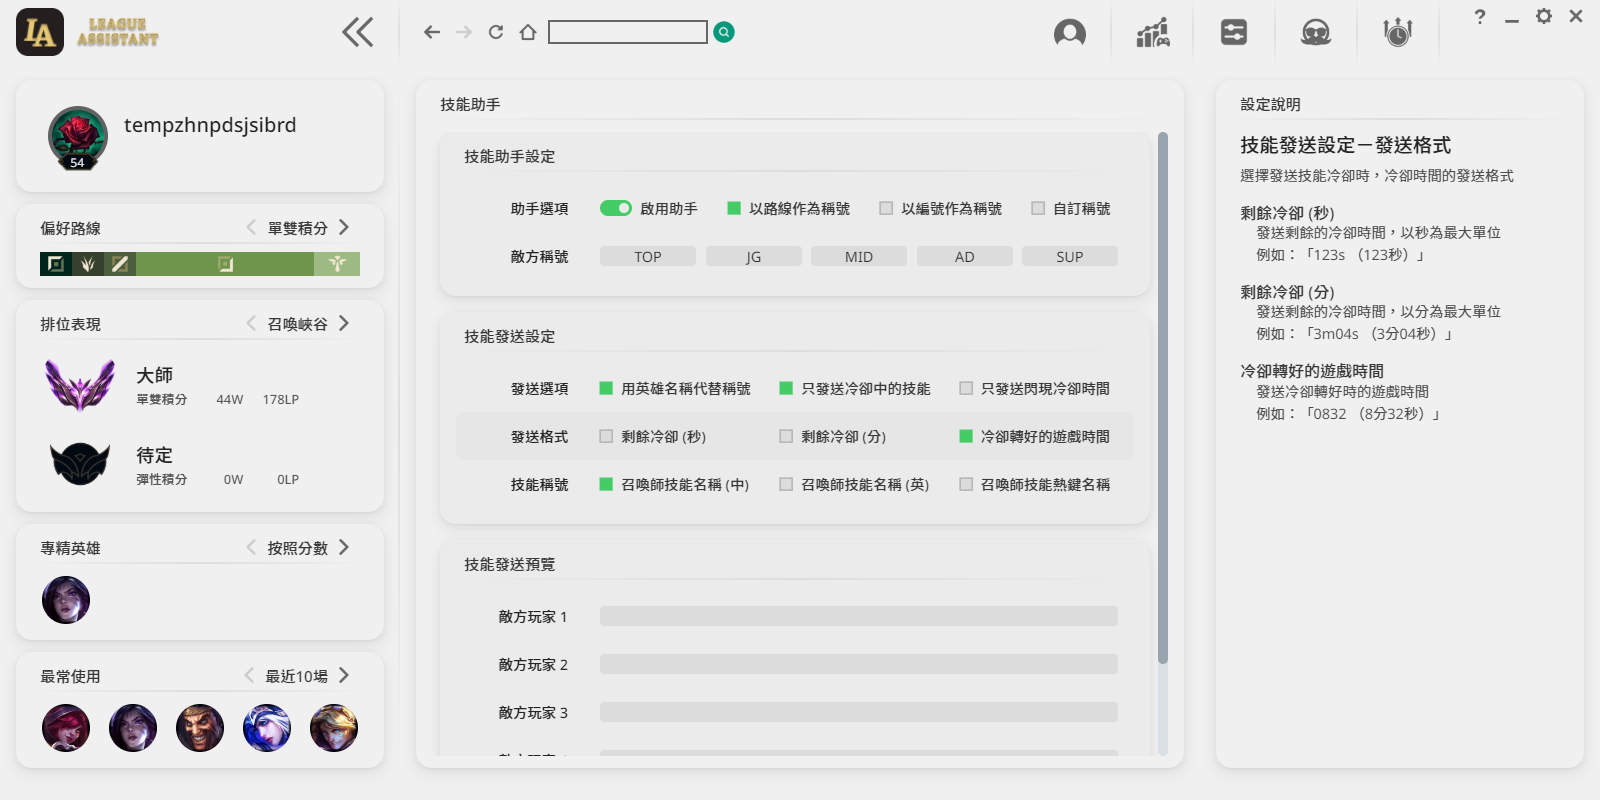 LEAGUE
ASSISTANT
tempzhnpdsjsibrd
54
偏好路線
單雙積分
排位表現
召喚峽谷
大師
單雙積分 44W 178LP
待定
彈性積分 0W 0LP
專精英雄
按照分數
最常使用
最近10場
技能助手
技能助手設定
助手選項 啟用助手 以路線作為稱號 以編號作為稱號 自訂稱號
敵方稱號 TOP JG MID AD SUP
技能發送設定
發送選項 用英雄名稱代替稱號 只發送冷卻中的技能 只發送閃現冷卻時間
發送格式 剩餘冷卻 (秒) 剩餘冷卻 (分) 冷卻轉好的遊戲時間
技能稱號 召喚師技能名稱 (中) 召喚師技能名稱 (英) 召喚師技能熱鍵名稱
技能發送預覽
敵方玩家 1
敵方玩家 2
敵方玩家 3
設定說明
技能發送設定－發送格式
選擇發送技能冷卻時，冷卻時間的發送格式
剩餘冷卻 (秒)
發送剩餘的冷卻時間，以秒為最大單位
例如：「123s （123秒）」
剩餘冷卻 (分)
發送剩餘的冷卻時間，以分為最大單位
例如：「3m04s （3分04秒）」
冷卻轉好的遊戲時間
發送冷卻轉好時的遊戲時間
例如：「0832 （8分32秒）」